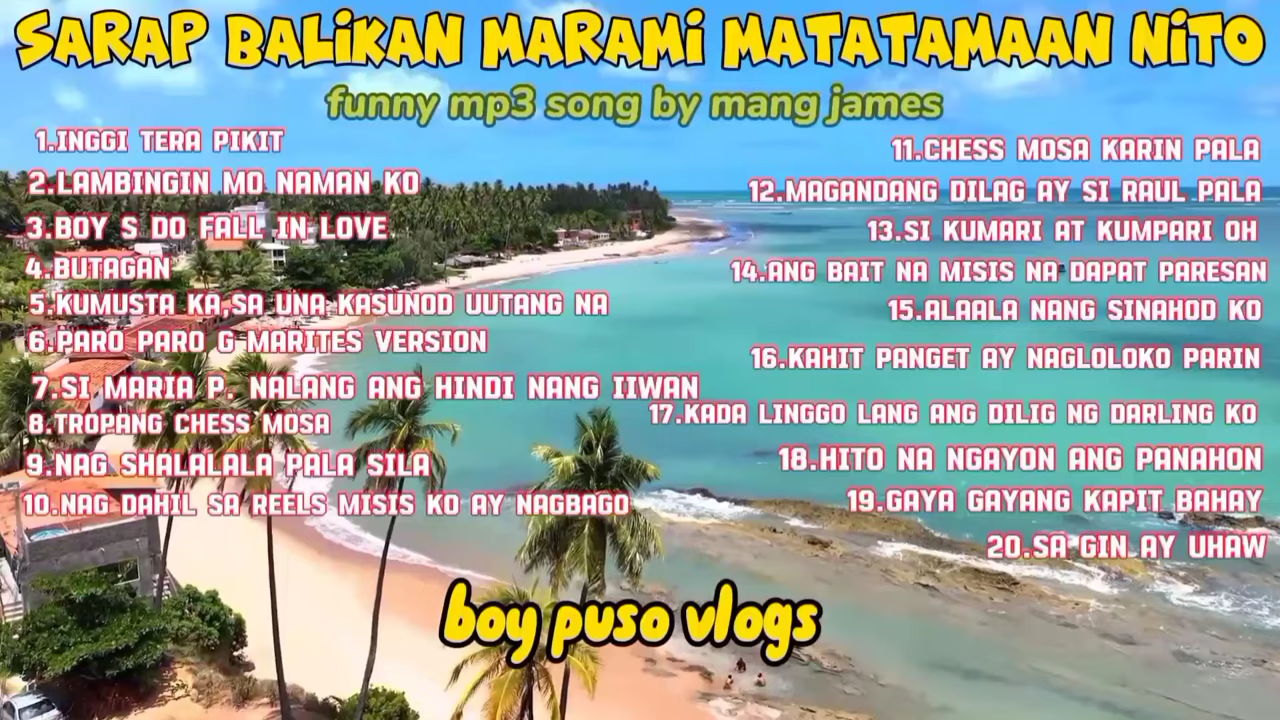 SARAP BALIKAN MARAMI MATATAMAAN NITO
funny mp3 song by mang james
1.INGGI TERA PIKIT
2.LAMBINGIN MO NAMAN KO
3.BOY S DO FALL IN LOVE
4.BUTAGAN
5.KUMUSTA KA,SA UNA KASUNOD UUTANG NA
6.PARO PARO G MARITES VERSION
7.SI MARIA P. NALANG ANG HINDI NANG IIWAN
8.TROPANG CHESS MOSA
9.NAG SHALALALA PALA SILA
10.NAG DAHIL SA REELS MISIS KO AY NAGBAGO
11.CHESS MOSA KARIN PALA
12.MAGANDANG DILAG AY SI RAUL PALA
13.SI KUMARI AT KUMPARI OH
14.ANG BAIT NA MISIS NA DAPAT PARESAN
15.ALAALA NANG SINAHOD KO
16.KAHIT PANGET AY NAGLOLOKO PARIN
17.KADA LINGGO LANG ANG DILIG NG DARLING KO
18.HITO NA NGAYON ANG PANAHON
19.GAYA GAYANG KAPIT BAHAY
20.SA GIN AY UHAW
boy puso vlogs